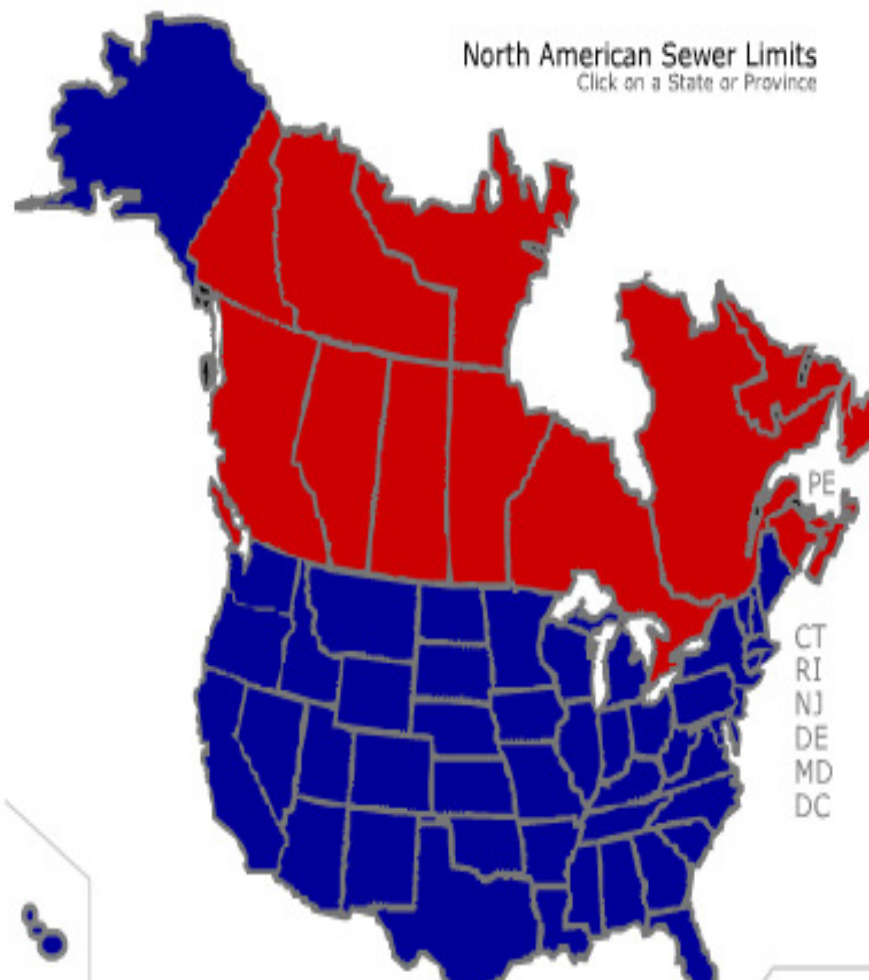 North American Sewer Limits
Click on a State or Province
PE
CT
RI
NJ
DE
MD
DC